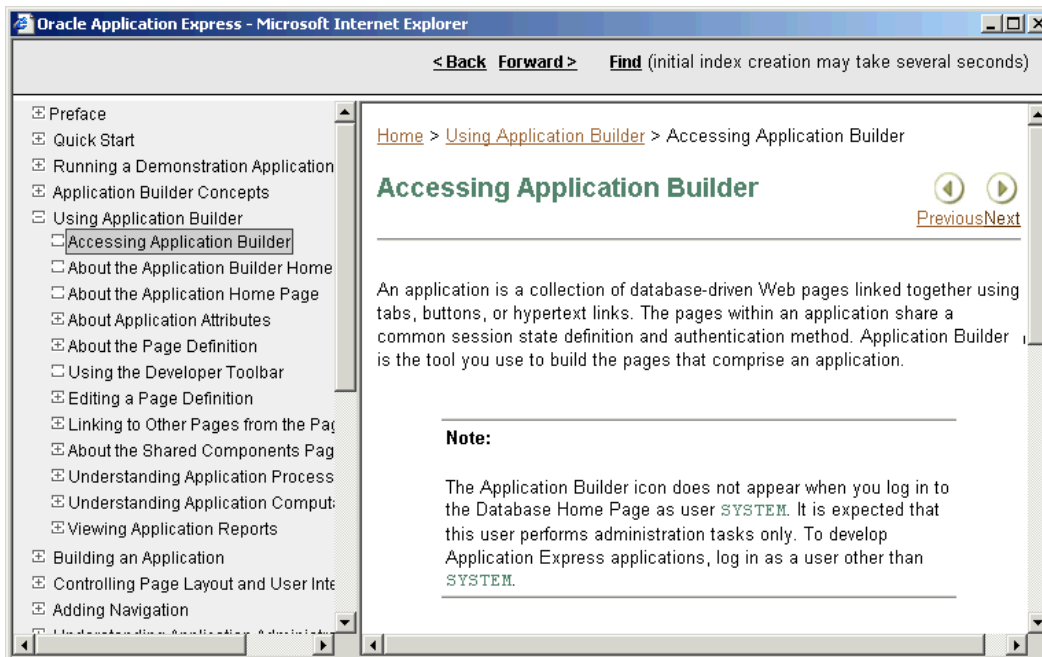 Oracle Application Express - Microsoft Internet Explorer
< Back Forward > Find (initial index creation may take several seconds)
Preface
Quick Start
Running a Demonstration Application
Application Builder Concepts
Using Application Builder
Accessing Application Builder
About the Application Builder Home
About the Application Home Page
About Application Attributes
About the Page Definition
Using the Developer Toolbar
Editing a Page Definition
Linking to Other Pages from the Pag
About the Shared Components Pag
Understanding Application Process
Understanding Application Computa
Viewing Application Reports
Building an Application
Controlling Page Layout and User Inte
Adding Navigation
Understanding Application Administra
Home > Using Application Builder > Accessing Application Builder
Accessing Application Builder
Previous Next
An application is a collection of database-driven Web pages linked together using
tabs, buttons, or hypertext links. The pages within an application share a
common session state definition and authentication method. Application Builder
is the tool you use to build the pages that comprise an application.
Note:
The Application Builder icon does not appear when you log in to
the Database Home Page as user SYSTEM. It is expected that
this user performs administration tasks only. To develop
Application Express applications, log in as a user other than
SYSTEM.